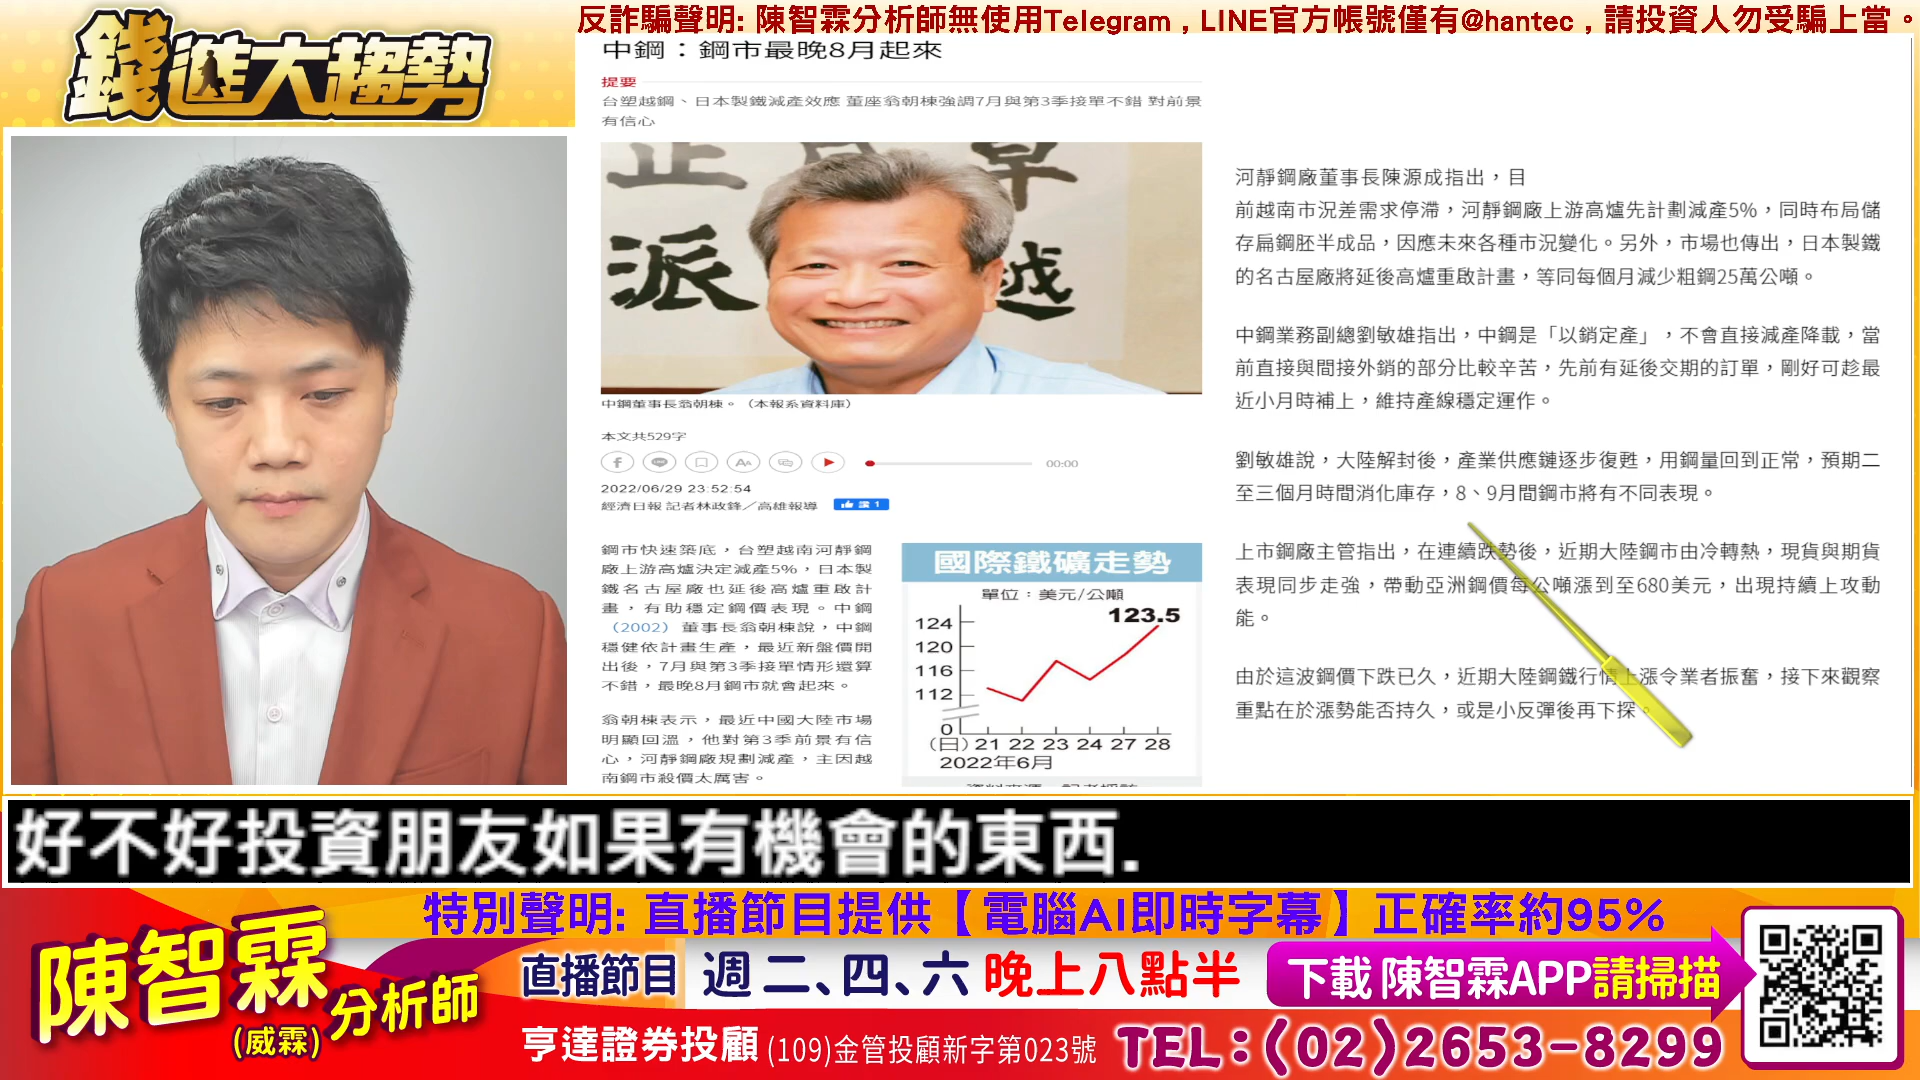 錢進大趨勢
反詐騙聲明: 陳智霖分析師無使用Telegram , LINE官方帳號僅有@hantec , 請投資人勿受騙上當。
中鋼：鋼市最晚8月起來
提要
台塑越鋼、日本製鐵減產效應 董座翁朝棟強調7月與第3季接單不錯 對前景
有信心
正 派 卓 越
中鋼董事長翁朝棟。（本報系資料庫）
本文共529字
00:00
2022/06/29 23:52:54
經濟日報 記者林政鋒／高雄報導
讚 1
鋼市快速築底，台塑越南河靜鋼
廠上游高爐決定減產5%，日本製
鐵名古屋廠也延後高爐重啟計
畫，有助穩定鋼價表現。中鋼
（2002）董事長翁朝棟說，中鋼
穩健依計畫生產，最近新盤價開
出後，7月與第3季接單情形還算
不錯，最晚8月鋼市就會起來。
翁朝棟表示，最近中國大陸市場
明顯回溫，他對第3季前景有信
心，河靜鋼廠規劃減產，主因越
南鋼市殺價太厲害。
國際鐵礦走勢
單位：美元/公噸
123.5
124
120
116
112
0
(日) 21 22 23 24 27 28
2022年6月
河靜鋼廠董事長陳源成指出，目
前越南市況差需求停滯，河靜鋼廠上游高爐先計劃減產5%，同時布局儲
存扁鋼胚半成品，因應未來各種市況變化。另外，市場也傳出，日本製鐵
的名古屋廠將延後高爐重啟計畫，等同每個月減少粗鋼25萬公噸。
中鋼業務副總劉敏雄指出，中鋼是「以銷定產」，不會直接減產降載，當
前直接與間接外銷的部分比較辛苦，先前有延後交期的訂單，剛好可趁最
近小月時補上，維持產線穩定運作。
劉敏雄說，大陸解封後，產業供應鏈逐步復甦，用鋼量回到正常，預期二
至三個月時間消化庫存，8、9月間鋼市將有不同表現。
上市鋼廠主管指出，在連續跌勢後，近期大陸鋼市由冷轉熱，現貨與期貨
表現同步走強，帶動亞洲鋼價每公噸漲到至680美元，出現持續上攻動
能。
由於這波鋼價下跌已久，近期大陸鋼鐵行情上漲令業者振奮，接下來觀察
重點在於漲勢能否持久，或是小反彈後再下探。
好不好投資朋友如果有機會的東西.
特別聲明: 直播節目提供【電腦AI即時字幕】正確率約95%
陳智霖 分析師
(威霖)
直播節目 週二、四、六 晚上八點半
下載 陳智霖APP請掃描
亨達證券投顧 (109)金管投顧新字第023號 TEL：(02)2653-8299